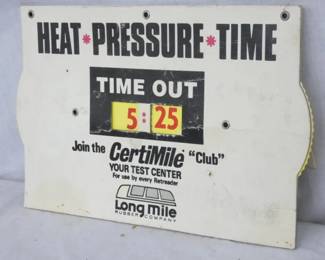 HEAT*PRESSURE*TIME
TIME OUT
5:25
Join the CertiMile "Club"
YOUR TEST CENTER
For use by every Retreader
Long mile
RUBBER COMPANY